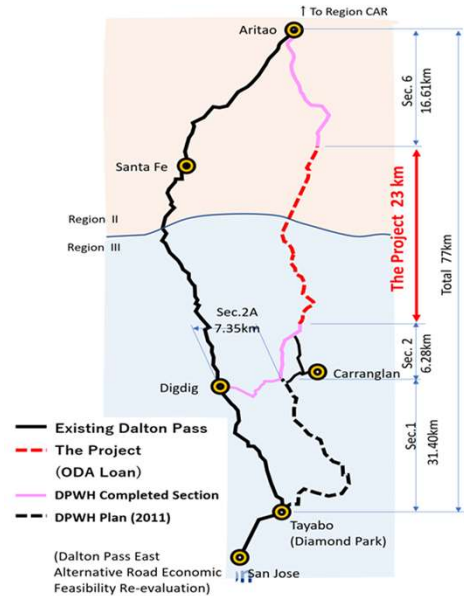 ↑ To Region CAR
Aritao
Sec. 6
16.61km
Santa Fe
The Project 23 km
Total 77km
Region II
Region III
Sec.2A
7.35km
Sec. 2
6.28km
Carranglan
Digdig
Sec.1
31.40km
Existing Dalton Pass
The Project
(ODA Loan)
DPWH Completed Section
DPWH Plan (2011)
Tayabo
(Diamond Park)
(Dalton Pass East
Alternative Road Economic
Feasibility Re-evaluation)
San Jose